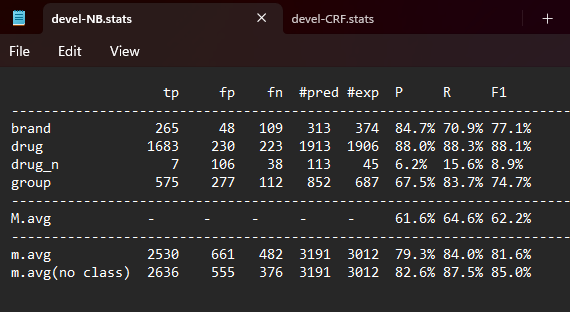 devel-NB.stats devel-CRF.stats
File Edit View
tp fp fn #pred #exp P R F1
------------------------------------------------------------------------------
brand 265 48 109 313 374 84.7% 70.9% 77.1%
drug 1683 230 223 1913 1906 88.0% 88.3% 88.1%
drug_n 7 106 38 113 45 6.2% 15.6% 8.9%
group 575 277 112 852 687 67.5% 83.7% 74.7%
------------------------------------------------------------------------------
M.avg - - - - - 61.6% 64.6% 62.2%
------------------------------------------------------------------------------
m.avg 2530 661 482 3191 3012 79.3% 84.0% 81.6%
m.avg(no class) 2636 555 376 3191 3012 82.6% 87.5% 85.0%